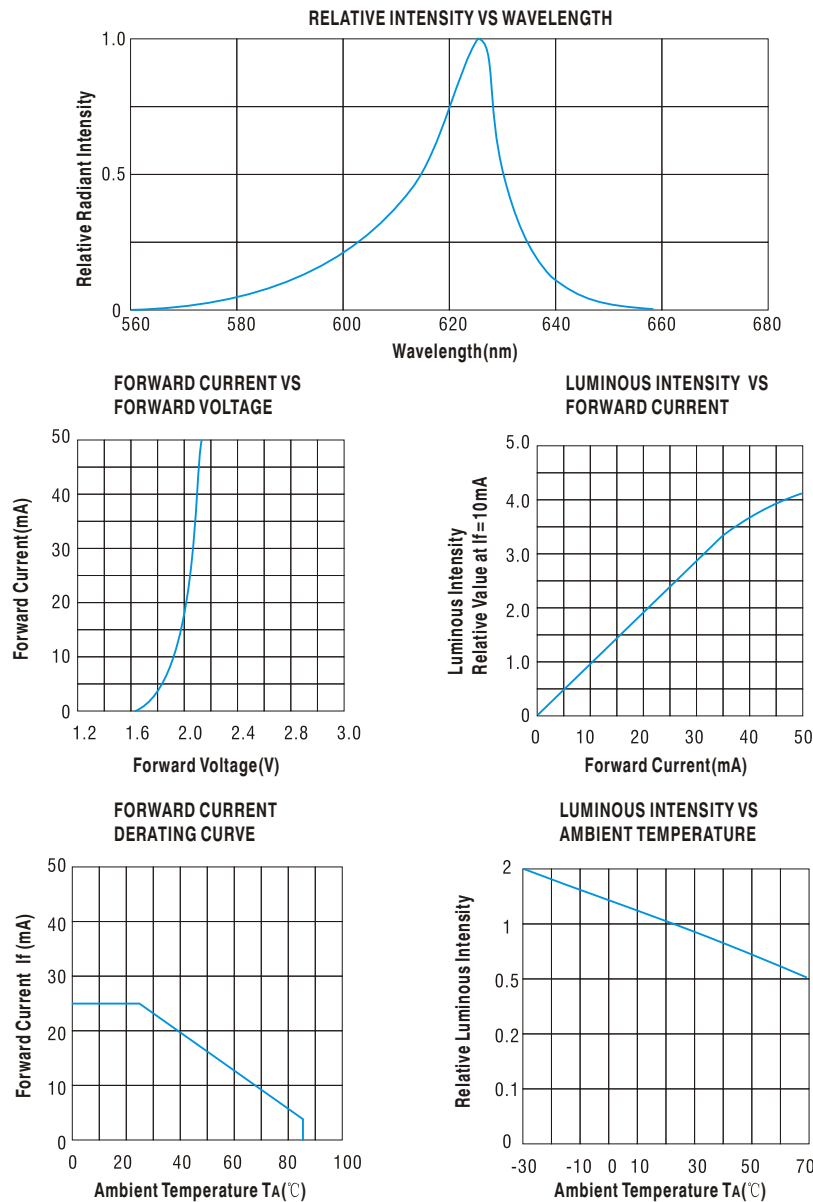 RELATIVE INTENSITY VS WAVELENGTH
Relative Radiant Intensity
1.0
0.5
0
560 580 600 620 640 660 680
Wavelength(nm)
FORWARD CURRENT VS
FORWARD VOLTAGE
Forward Current(mA)
50
40
30
20
10
0
1.2 1.6 2.0 2.4 2.8 3.0
Forward Voltage(V)
LUMINOUS INTENSITY VS
FORWARD CURRENT
Luminous Intensity
Relative Value at If=10mA
5.0
4.0
3.0
2.0
1.0
0
0 10 20 30 40 50
Forward Current(mA)
FORWARD CURRENT
DERATING CURVE
Forward Current If (mA)
50
40
30
20
10
0
0 20 40 60 80 100
Ambient Temperature TA(℃)
LUMINOUS INTENSITY VS
AMBIENT TEMPERATURE
Relative Luminous Intensity
2
1
0.5
0.2
0.1
0
-30 -10 0 10 30 50 70
Ambient Temperature TA(℃)